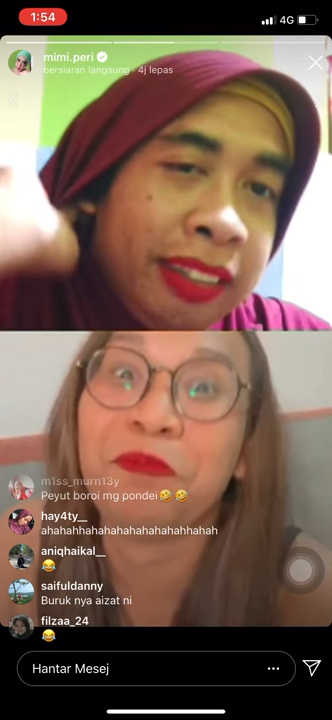 1:54
4G
mimi.peri
bersiaran langsung · 4j lepas
m1ss_murn13y
Peyut boroi mg pondei🤣🤣
hay4ty__
ahahahhahahahahahahahahhahah
aniqhaikal__
😂
saifuldanny
Buruk nya aizat ni
filzaa_24
😂
Hantar Mesej